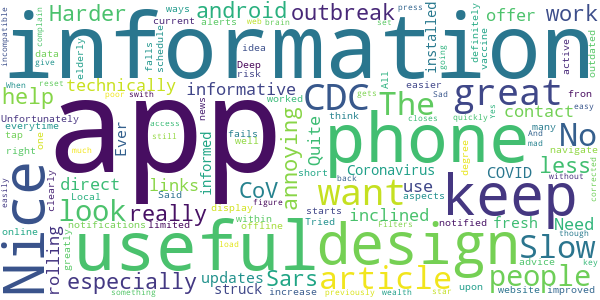 Harder
android
outbreak
offer
work
incompatible
complain
web
brain
set
press
current
alerts
installed
schedule
data
give
elderly
falls
idea
Deep
risk
definitely
vaccine
active
outdated
information
technically
When
reset
poor
swith
informative
CDC
The
great
easier
Sad
All
gets
fron
easy
help
Unfortunately
everytime
tap
right
one
Ever
access
still
much
news
worked
fails
well
annoying
Quite
think
closes
contact
quickly
Yes
many
And
mad
No
navigate
degree
app
phone
keep
Nice
direct
links
informed
CoV
short
Coronavirus
COVID
less
without
corrected
easily
clearly
look
really
Said
limited
figure
back
want
use
aspects
notified
inclined
fresh
Need
Local
online
notifications
within
offline
Tried
display
starts
useful
design
Slow
rolling
greatly
ways
load
Filters
upon
advice
though
especially
updates
Sars
article
people
something
previously
struck
increase
wealth
star
website
improved
going